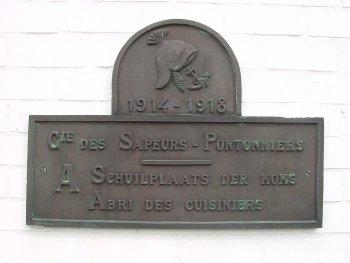 1914-1918
Cie DES SAPEURS-PONTONNIERS
" A SCHUILPLAATS DER KOKS
ABRI DES CUISINIERS